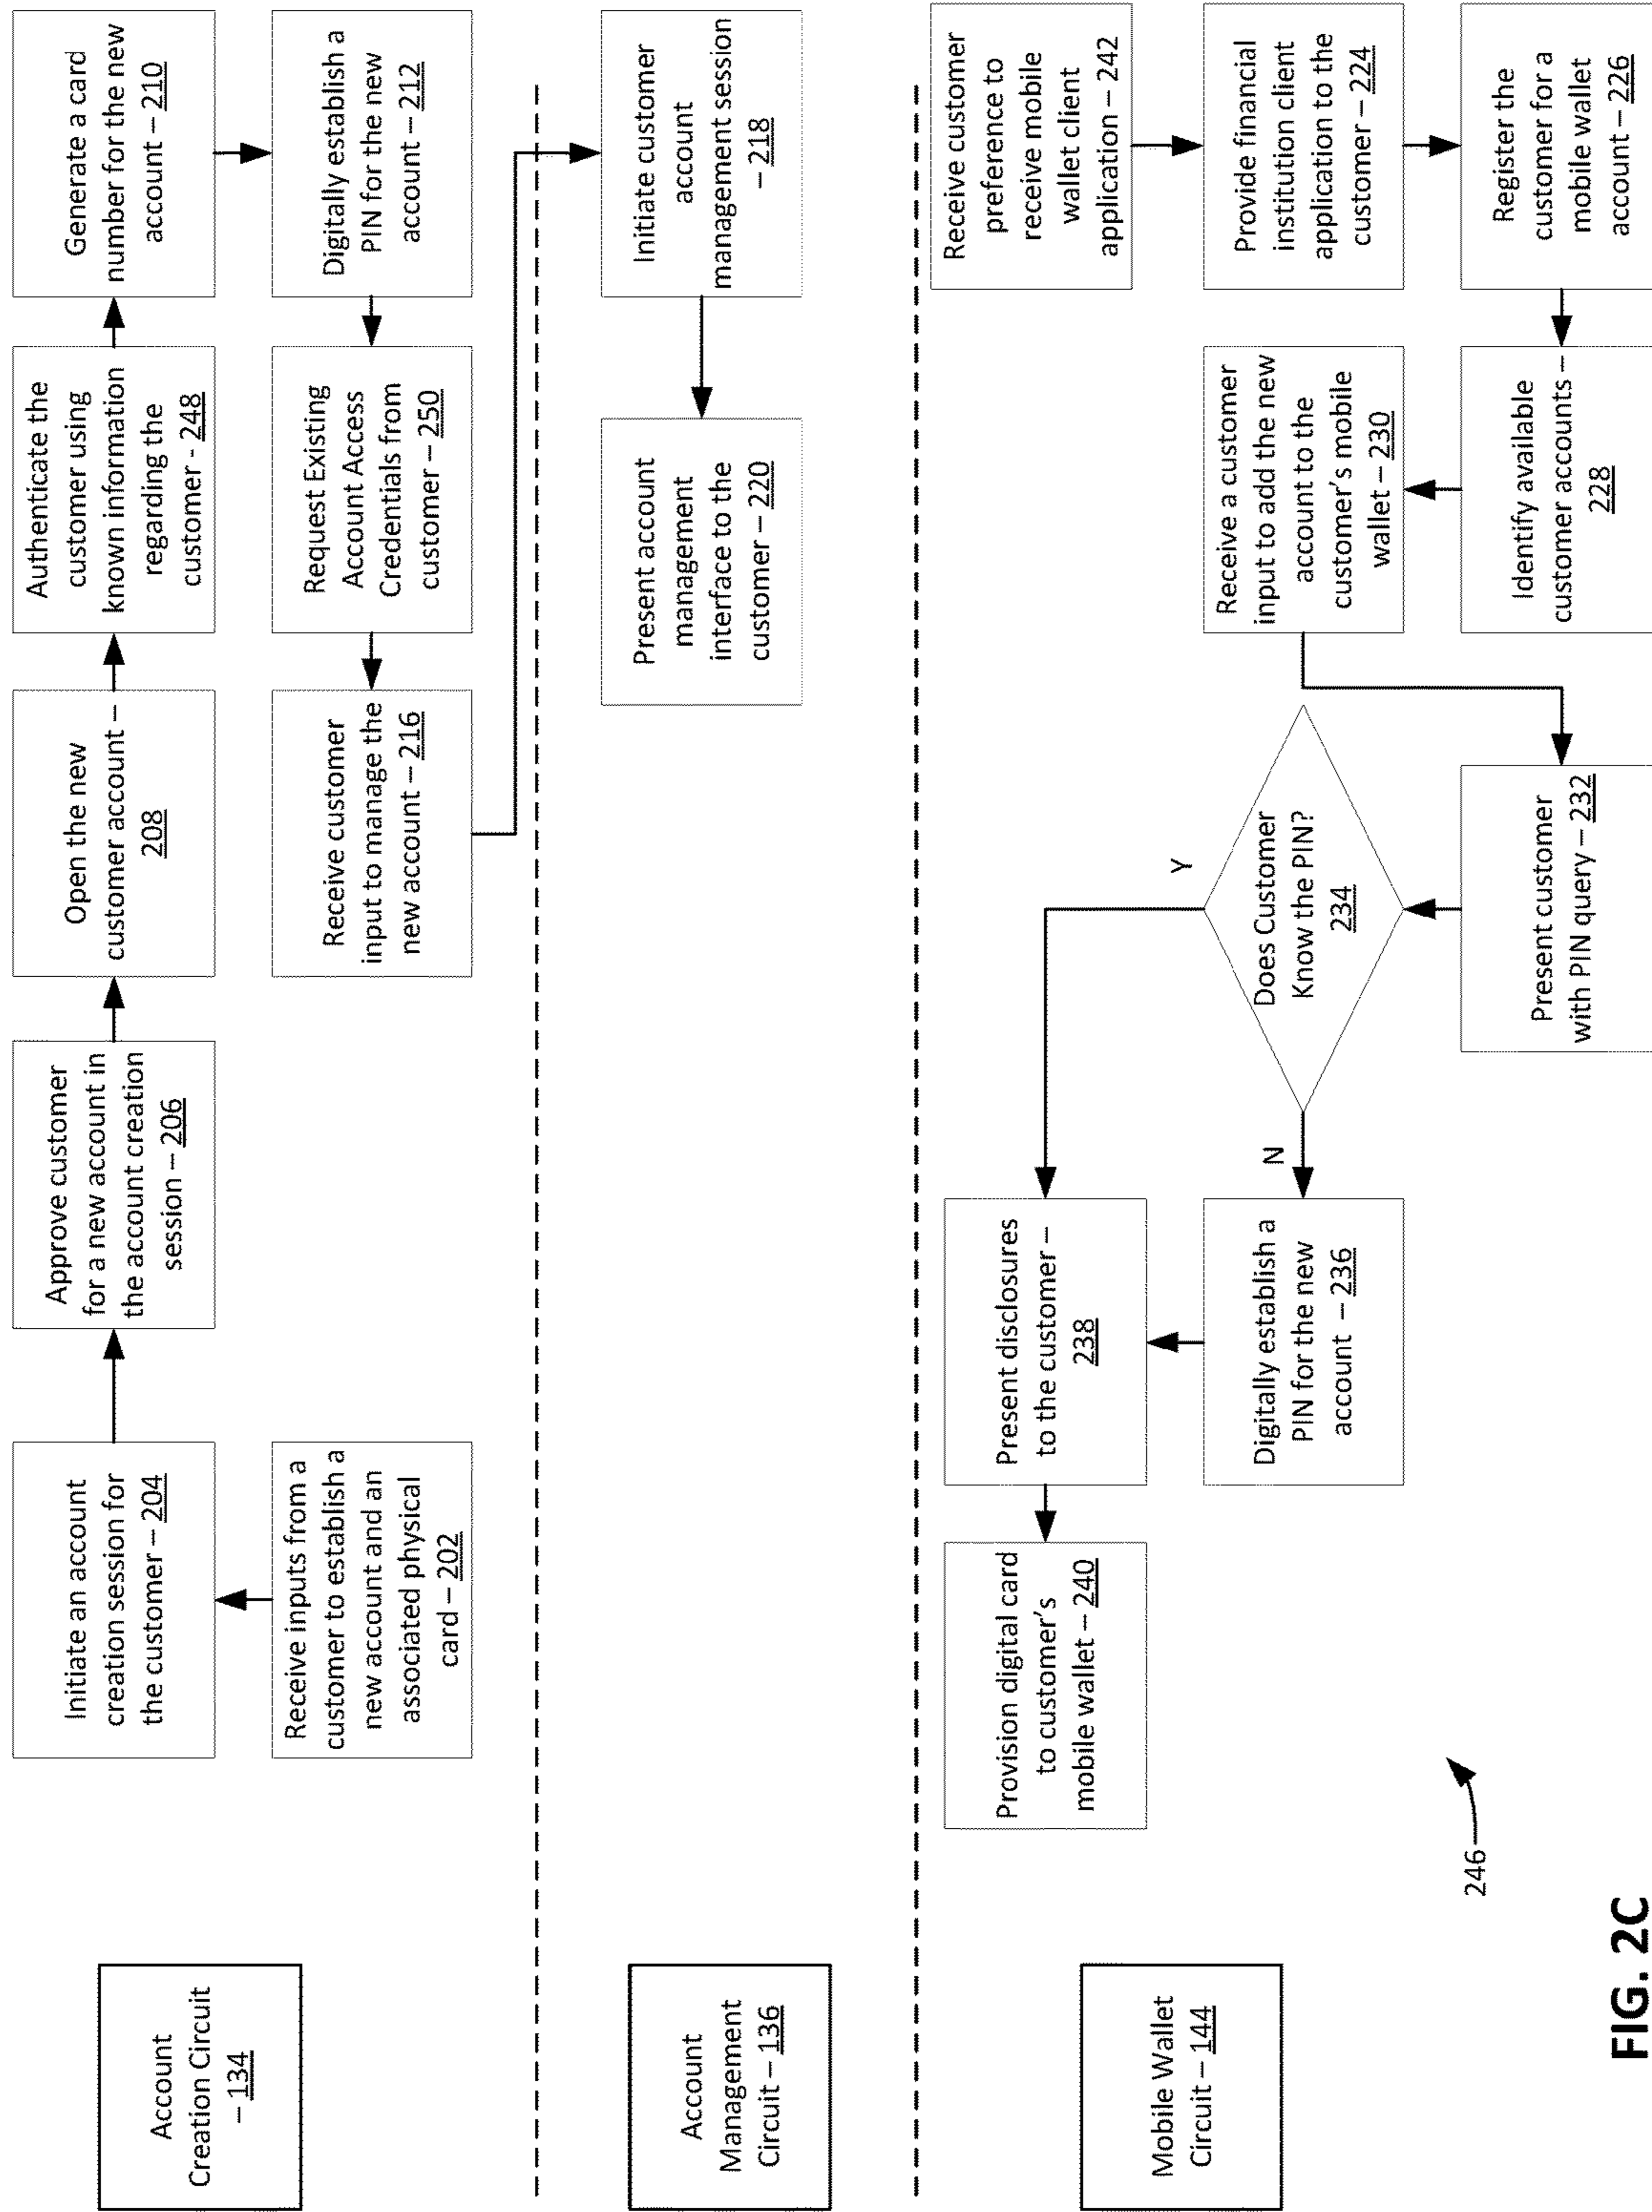 Account
Creation Circuit
– 134
Initiate an account
creation session for
the customer – 204
Receive inputs from a
customer to establish a
new account and an
associated physical
card – 202
Approve customer
for a new account in
the account creation
session – 206
Open the new
customer account –
208
Authenticate the
customer using
known information
regarding the
customer - 248
Generate a card
number for the new
account – 210
Digitally establish a
PIN for the new
account – 212
Request Existing
Account Access
Credentials from
customer – 250
Receive customer
input to manage the
new account – 216
Account
Management
Circuit – 136
Initiate customer
account
management session
– 218
Present account
management
interface to the
customer – 220
Mobile Wallet
Circuit – 144
Receive customer
preference to
receive mobile
wallet client
application – 242
Provide financial
institution client
application to the
customer – 224
Register the
customer for a
mobile wallet
account – 226
Identify available
customer accounts –
228
Receive a customer
input to add the new
account to the
customer's mobile
wallet – 230
Present customer
with PIN query – 232
Does Customer
Know the PIN?
234
Y
N
Digitally establish a
PIN for the new
account – 236
Present disclosures
to the customer –
238
Provision digital card
to customer's
mobile wallet – 240
246
FIG. 2C